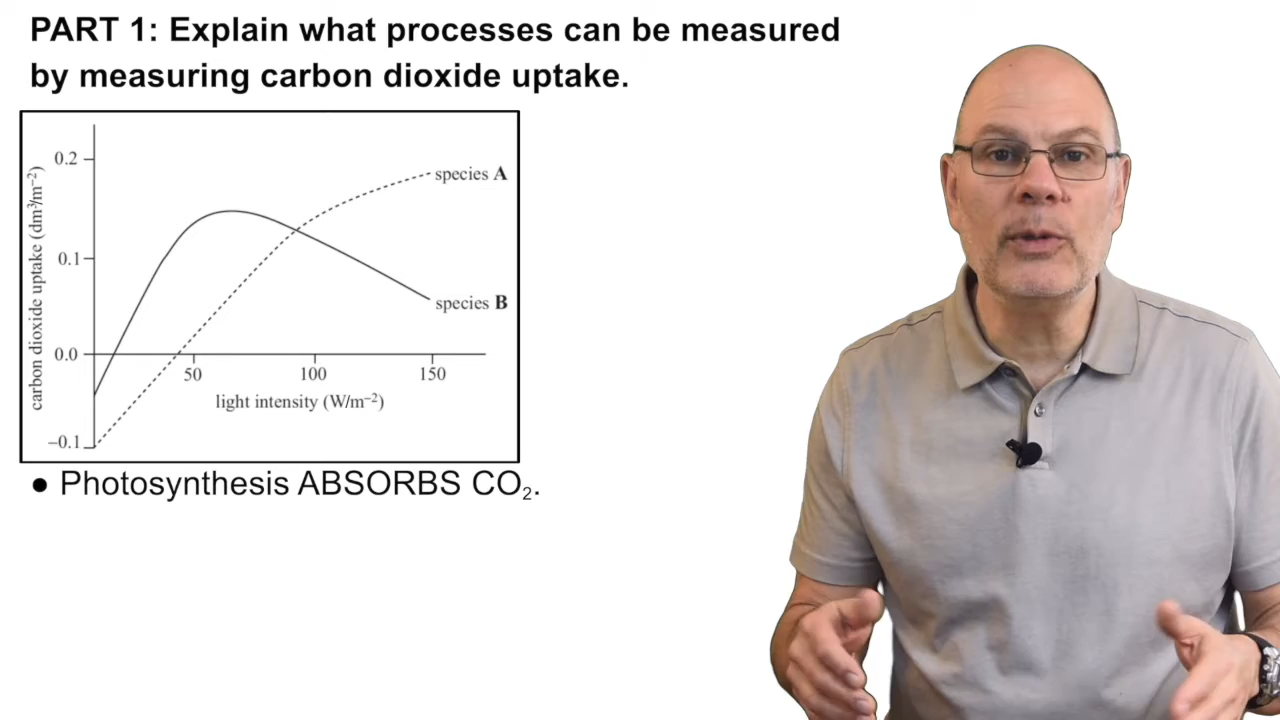 PART 1: Explain what processes can be measured
by measuring carbon dioxide uptake.
0.2
0.1
0.0
−0.1
carbon dioxide uptake (dm³/m⁻²)
species A
species B
50 100 150
light intensity (W/m⁻²)
● Photosynthesis ABSORBS CO₂.